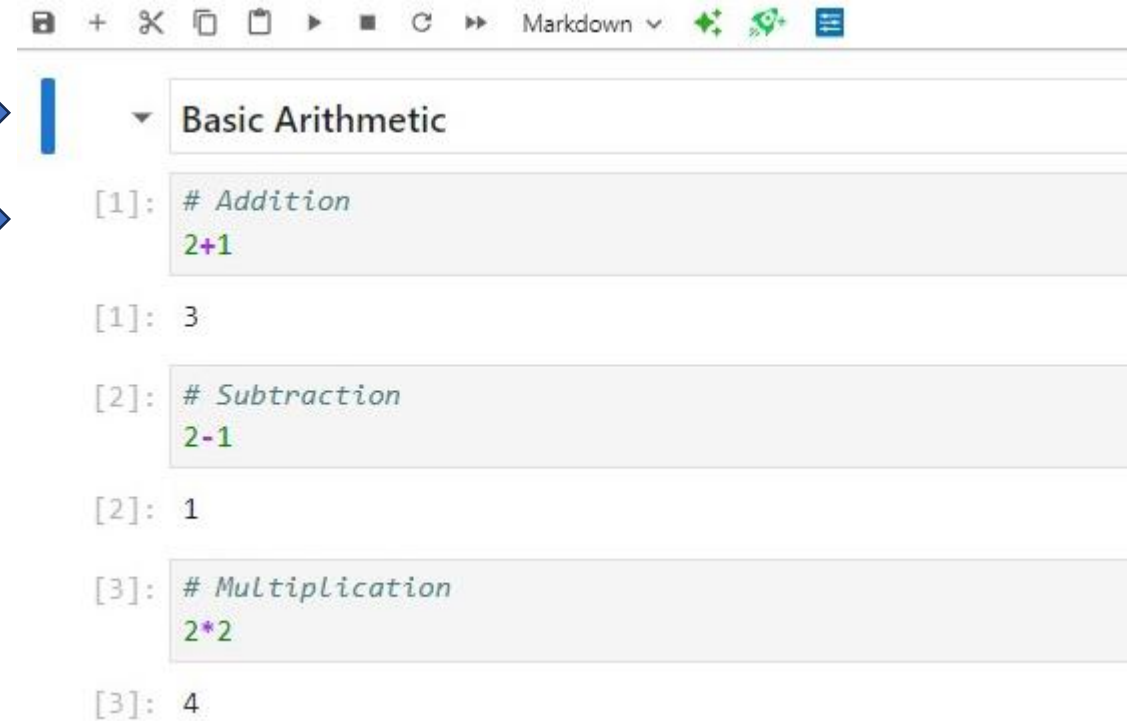 Markdown
Basic Arithmetic
[1]: # Addition
2+1
[1]: 3
[2]: # Subtraction
2-1
[2]: 1
[3]: # Multiplication
2*2
[3]: 4